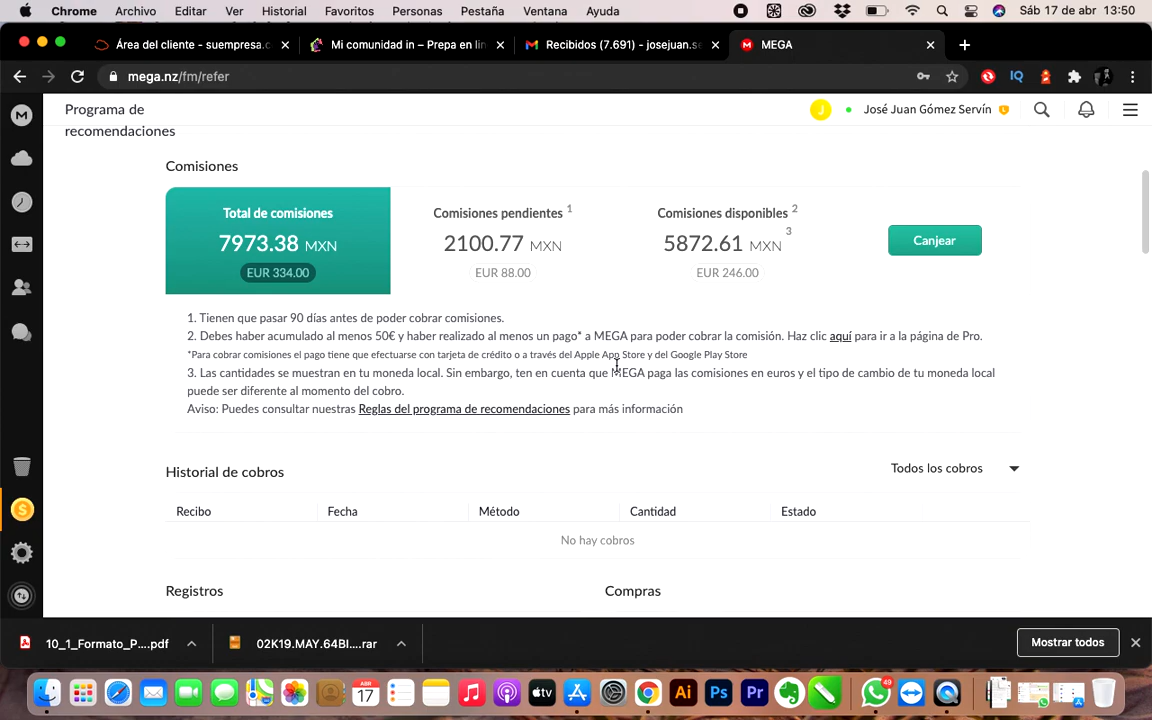 Chrome Archivo Editar Ver Historial Favoritos Personas Pestaña Ventana Ayuda Sáb 17 de abr 13:50
Área del cliente - suempresa.c Mi comunidad in – Prepa en lin Recibidos (7.691) - josejuan.se MEGA
mega.nz/fm/refer
IQ
Programa de
recomendaciones
J José Juan Gómez Servín
Comisiones
Total de comisiones Comisiones pendientes 1 Comisiones disponibles 2
7973.38 MXN 2100.77 MXN 5872.61 MXN 3 Canjear
EUR 334.00 EUR 88.00 EUR 246.00
1. Tienen que pasar 90 días antes de poder cobrar comisiones.
2. Debes haber acumulado al menos 50€ y haber realizado al menos un pago* a MEGA para poder cobrar la comisión. Haz clic aquí para ir a la página de Pro.
*Para cobrar comisiones el pago tiene que efectuarse con tarjeta de crédito o a través del Apple App Store y del Google Play Store
3. Las cantidades se muestran en tu moneda local. Sin embargo, ten en cuenta que MEGA paga las comisiones en euros y el tipo de cambio de tu moneda local
puede ser diferente al momento del cobro.
Aviso: Puedes consultar nuestras Reglas del programa de recomendaciones para más información
Historial de cobros Todos los cobros
Recibo Fecha Método Cantidad Estado
No hay cobros
Registros Compras
10_1_Formato_P....pdf 02K19.MAY.64BI....rar Mostrar todos
ABR
17 tv Ai Ps Pr 49